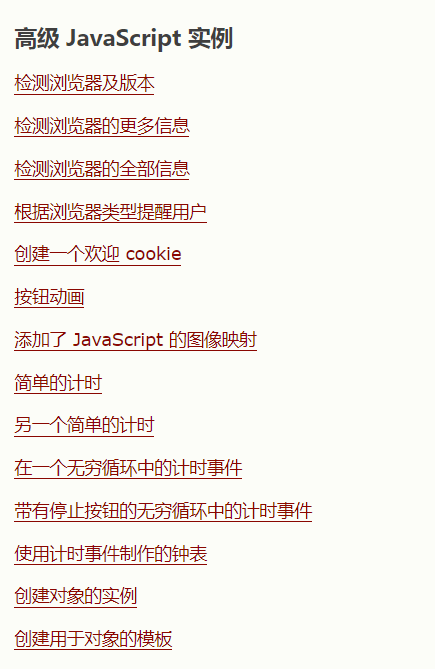 高级 JavaScript 实例
检测浏览器及版本
检测浏览器的更多信息
检测浏览器的全部信息
根据浏览器类型提醒用户
创建一个欢迎 cookie
按钮动画
添加了 JavaScript 的图像映射
简单的计时
另一个简单的计时
在一个无穷循环中的计时事件
带有停止按钮的无穷循环中的计时事件
使用计时事件制作的钟表
创建对象的实例
创建用于对象的模板